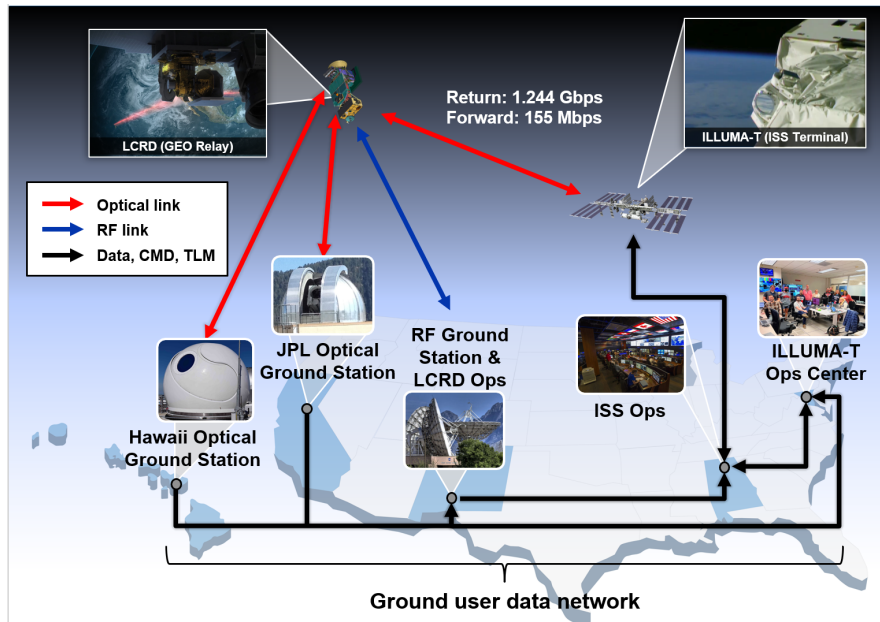 LCRD (GEO Relay)
Return: 1.244 Gbps
Forward: 155 Mbps
ILLUMA-T (ISS Terminal)
Optical link
RF link
Data, CMD, TLM
JPL Optical
Ground Station
RF Ground
Station &
LCRD Ops
ISS Ops
ILLUMA-T
Ops Center
Hawaii Optical
Ground Station
Ground user data network